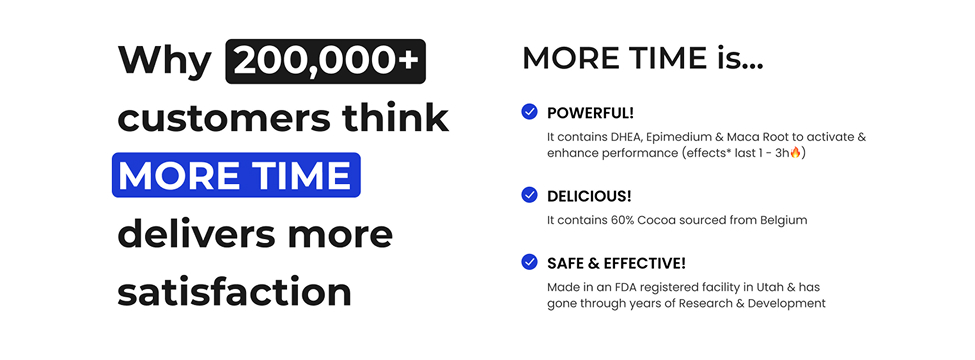 Why 200,000+
customers think
MORE TIME
delivers more
satisfaction
MORE TIME is...
POWERFUL!
It contains DHEA, Epimedium & Maca Root to activate &
enhance performance (effects* last 1 - 3h🔥)
DELICIOUS!
It contains 60% Cocoa sourced from Belgium
SAFE & EFFECTIVE!
Made in an FDA registered facility in Utah & has
gone through years of Research & Development